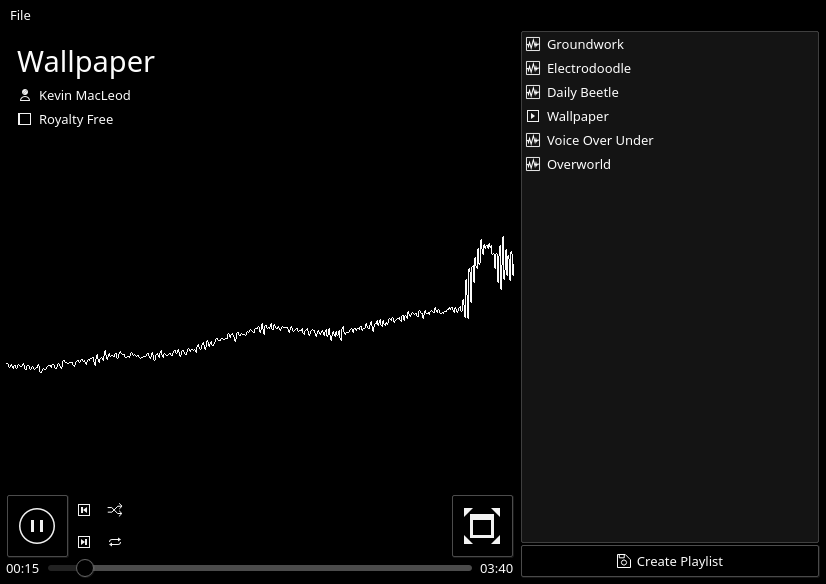 File
Wallpaper
Kevin MacLeod
Royalty Free
00:15
03:40
Groundwork
Electrodoodle
Daily Beetle
Wallpaper
Voice Over Under
Overworld
Create Playlist